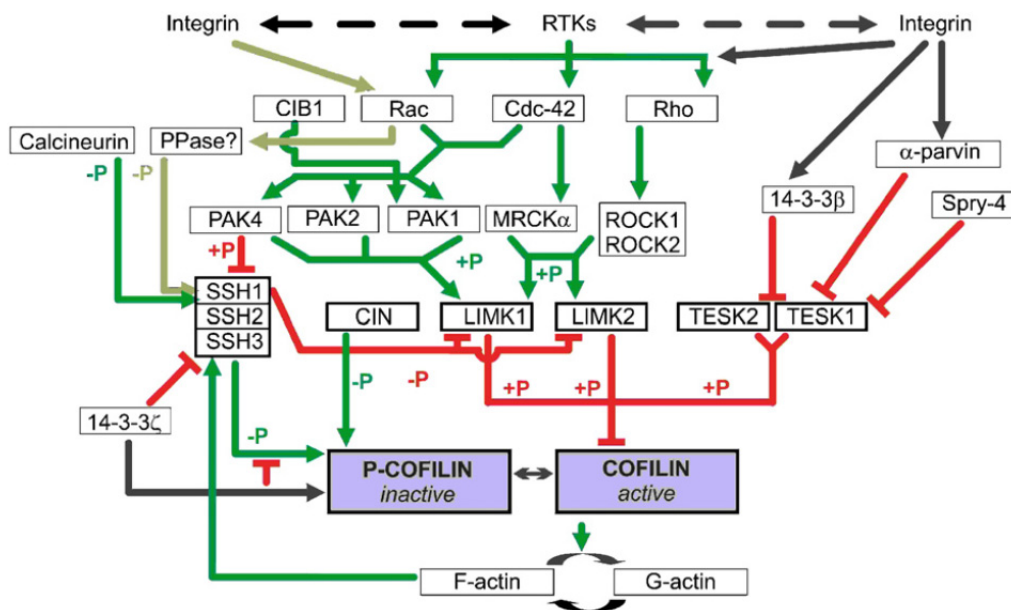 Integrin
RTKs
Integrin
CIB1
Rac
Cdc-42
Rho
Calcineurin
PPase?
α-parvin
-P
-P
14-3-3β
Spry-4
PAK4
PAK2
PAK1
MRCKα
ROCK1
ROCK2
+P
+P
+P
SSH1
SSH2
SSH3
CIN
LIMK1
LIMK2
TESK2
TESK1
-P
-P
+P
+P
+P
14-3-3ζ
-P
P-COFILIN
inactive
COFILIN
active
F-actin
G-actin